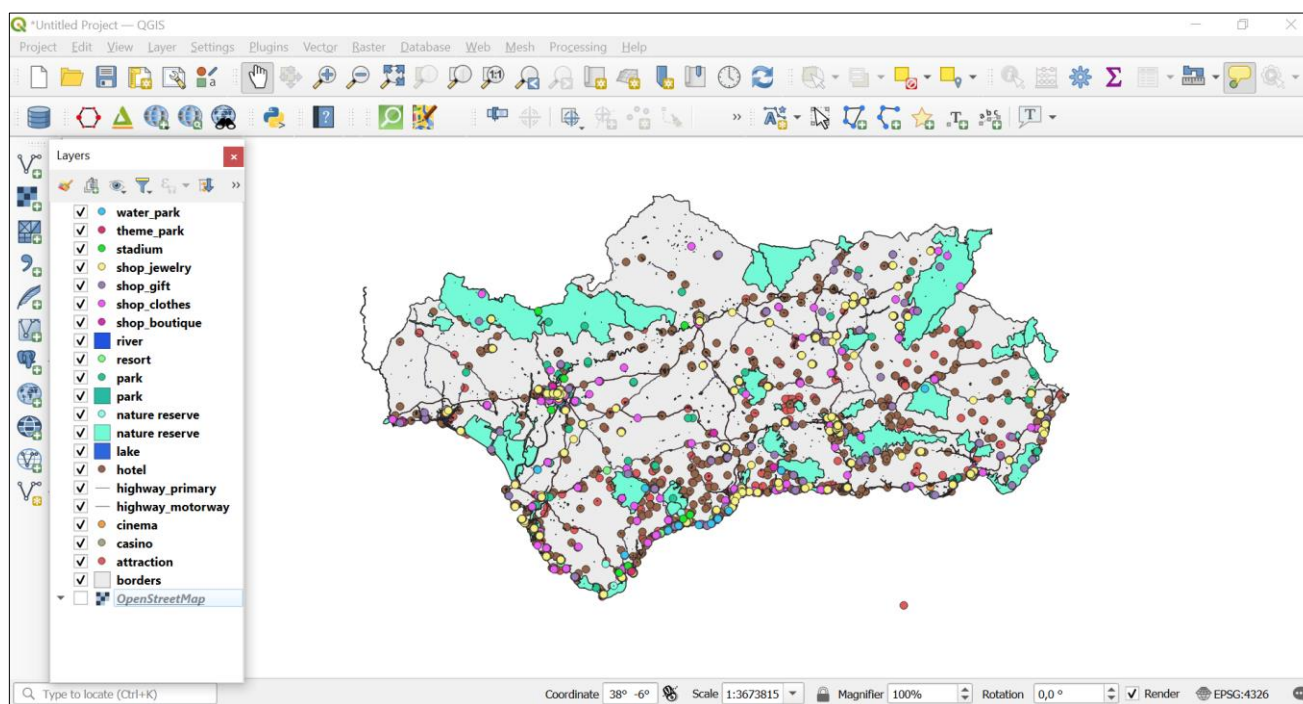 *Untitled Project — QGIS
Project Edit View Layer Settings Plugins Vector Raster Database Web Mesh Processing Help
Layers
water_park
theme_park
stadium
shop_jewelry
shop_gift
shop_clothes
shop_boutique
river
resort
park
park
nature reserve
nature reserve
lake
hotel
highway_primary
highway_motorway
cinema
casino
attraction
borders
OpenStreetMap
Type to locate (Ctrl+K) Coordinate 38° -6° Scale 1:3673815 Magnifier 100% Rotation 0,0 ° Render EPSG:4326